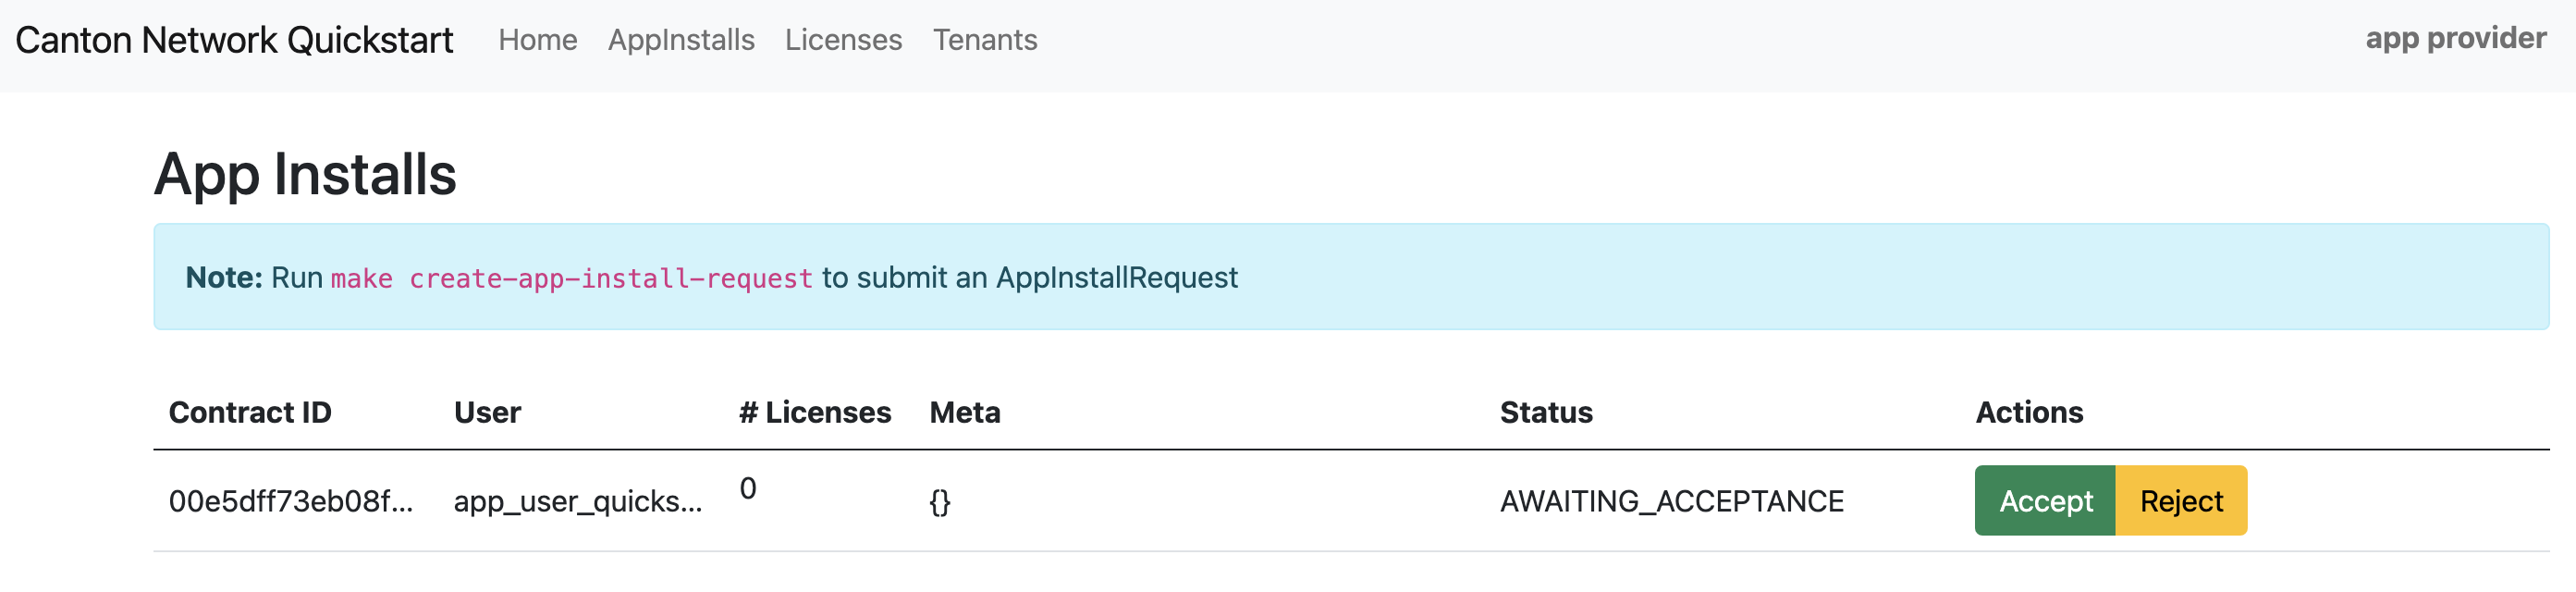 Canton Network Quickstart Home AppInstalls Licenses Tenants app provider
App Installs
Note: Run make create-app-install-request to submit an AppInstallRequest
Contract ID User # Licenses Meta Status Actions
00e5dff73eb08f... app_user_quicks... 0 {} AWAITING_ACCEPTANCE Accept Reject